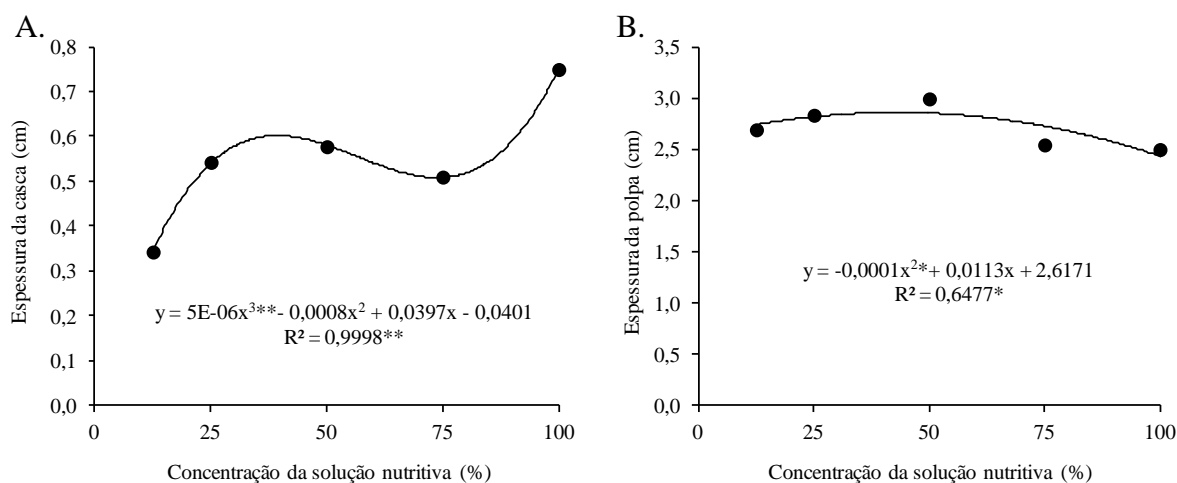 A.
Espessura da casca (cm)
0,8
0,7
0,6
0,5
0,4
0,3
0,2
0,1
0,0
y = 5E-06x³**- 0,0008x² + 0,0397x - 0,0401
R² = 0,9998**
0 25 50 75 100
Concentração da solução nutritiva (%)
B.
Espessura da polpa (cm)
3,5
3,0
2,5
2,0
1,5
1,0
0,5
0,0
y = -0,0001x²*+ 0,0113x + 2,6171
R² = 0,6477*
0 25 50 75 100
Concentração da solução nutritiva (%)